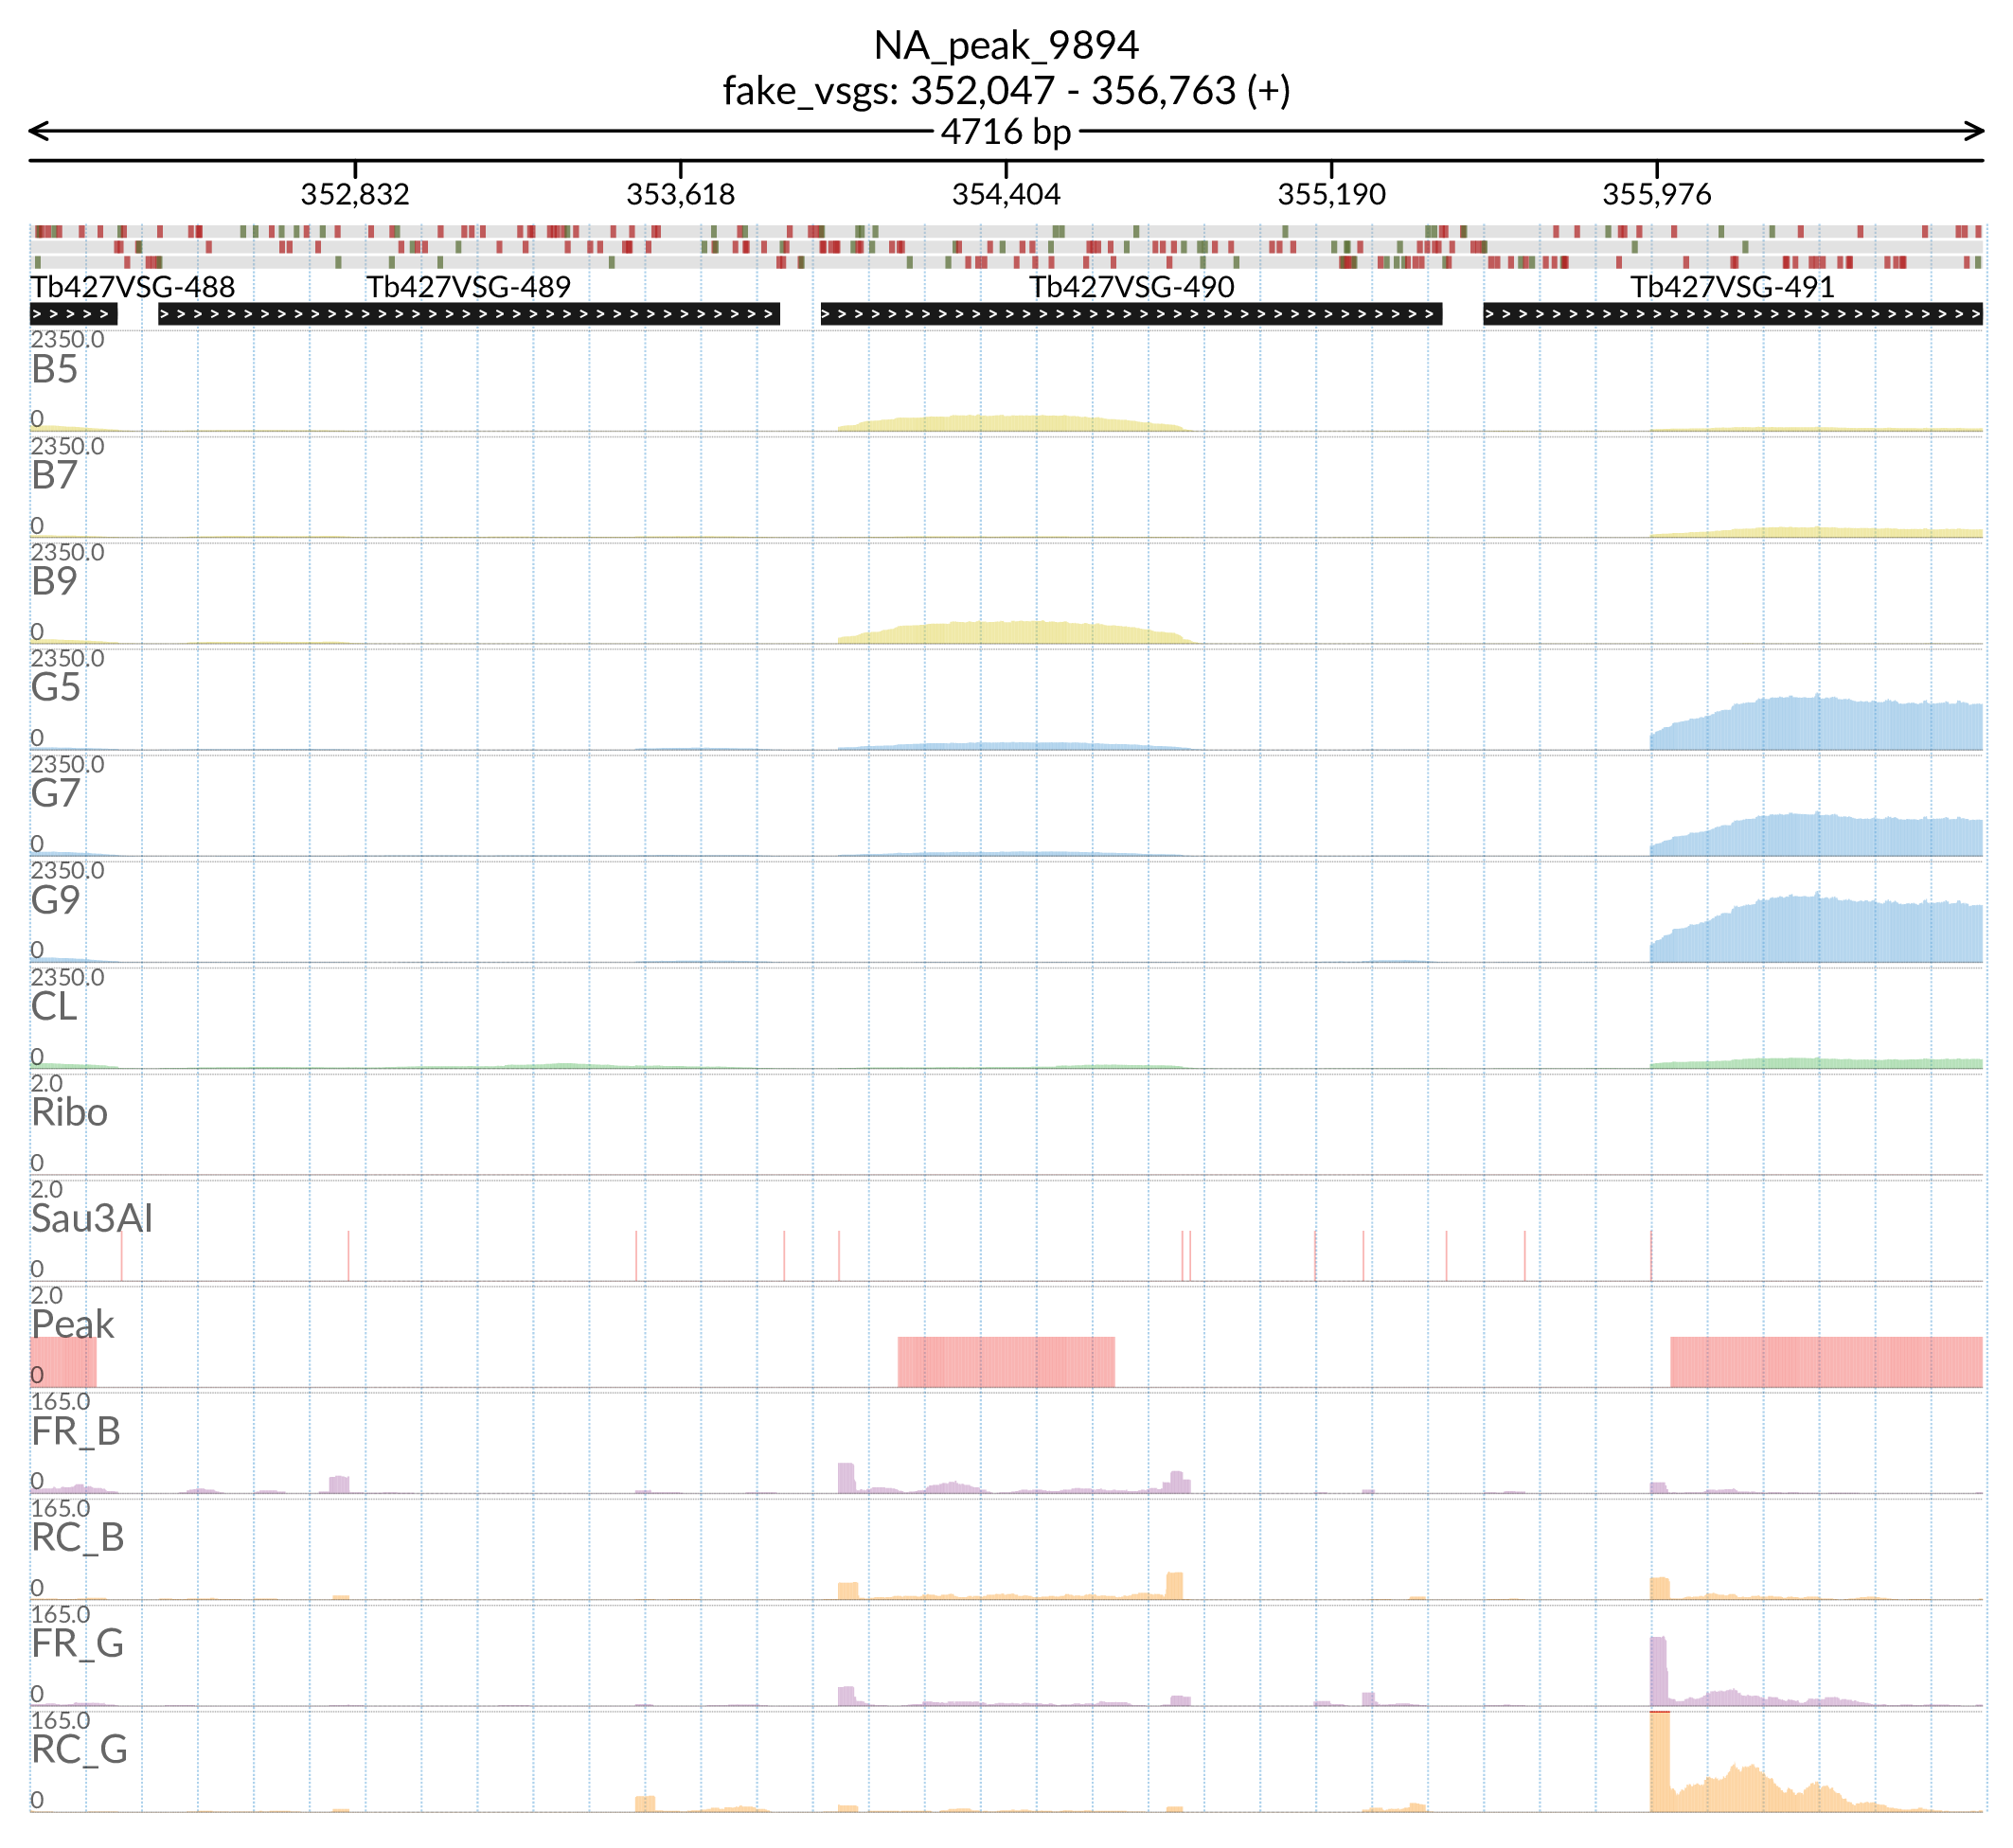 NA_peak_9894
fake_vsgs: 352,047 - 356,763 (+)
4716 bp
352,832 353,618 354,404 355,190 355,976
Tb427VSG-488 Tb427VSG-489 Tb427VSG-490 Tb427VSG-491
2350.0
B5
0
2350.0
B7
0
2350.0
B9
0
2350.0
G5
0
2350.0
G7
0
2350.0
G9
0
2350.0
CL
0
2.0
Ribo
0
2.0
Sau3AI
0
2.0
Peak
0
165.0
FR_B
0
165.0
RC_B
0
165.0
FR_G
0
165.0
RC_G
0